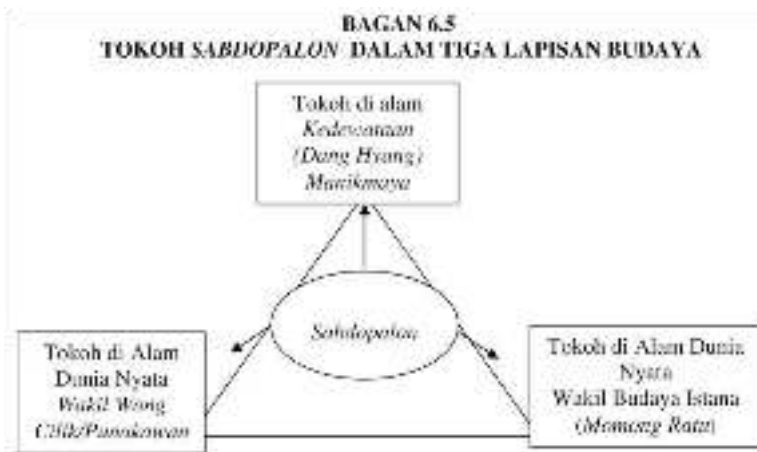 BAGAN 6.5
TOKOH SABDOPALON DALAM TIGA LAPISAN BUDAYA
Tokoh di alam
Kedewataan
(Dang Hyang)
Manikmaya
Sabdopalon
Tokoh di Alam
Dunia Nyata
Wakil Wong
Cilik/Punakawan
Tokoh di Alam Dunia
Nyata
Wakil Budaya Istana
(Momong Ratu)